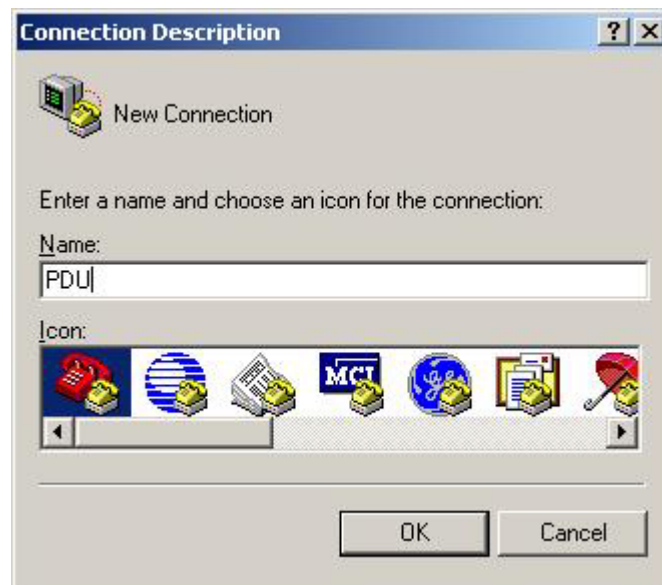 Connection Description
New Connection
Enter a name and choose an icon for the connection:
Name:
PDU
Icon:
MCI
OK
Cancel